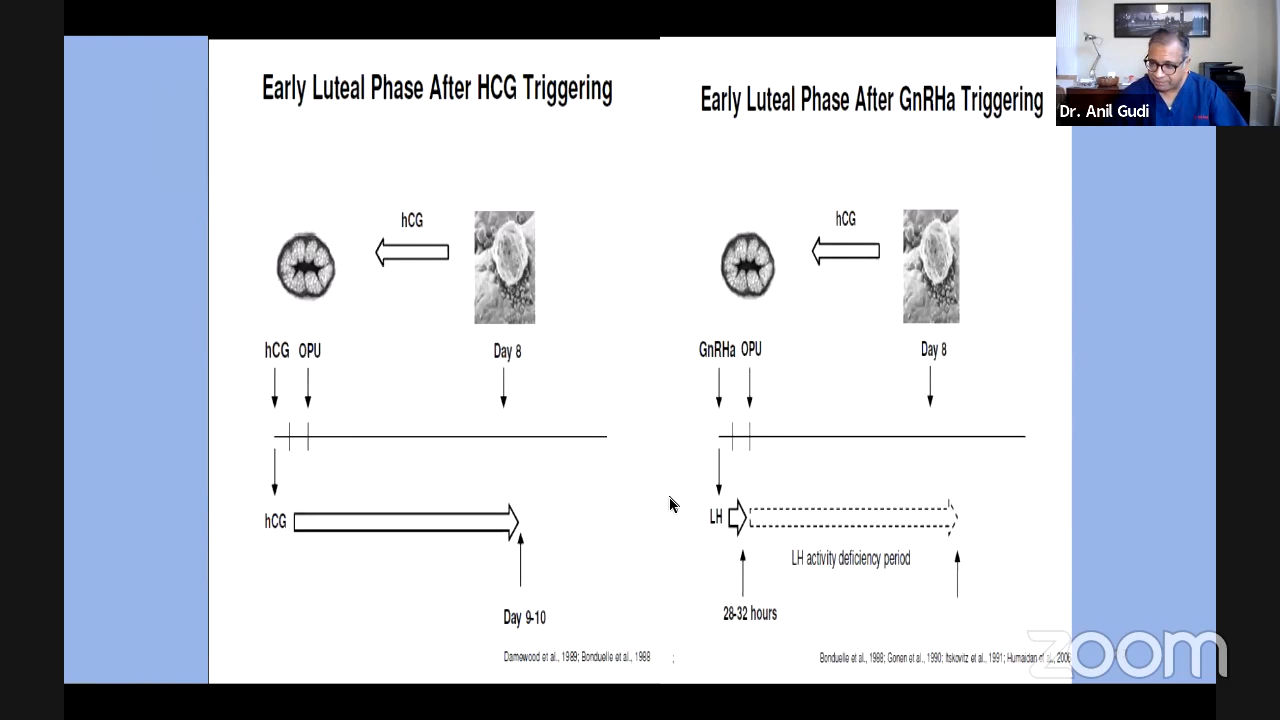 Early Luteal Phase After HCG Triggering
hCG
hCG OPU
Day 8
hCG
Day 9-10
Damewood et al., 1989; Bonduelle et al., 1988
;
Early Luteal Phase After GnRHa Triggering
hCG
GnRHa OPU
Day 8
LH
LH activity deficiency period
28-32 hours
Bonduelle et al., 1988; Gonen et al., 1990; Itskovitz et al., 1991; Humaidan et al., 2006
Dr. Anil Gudi
zoom